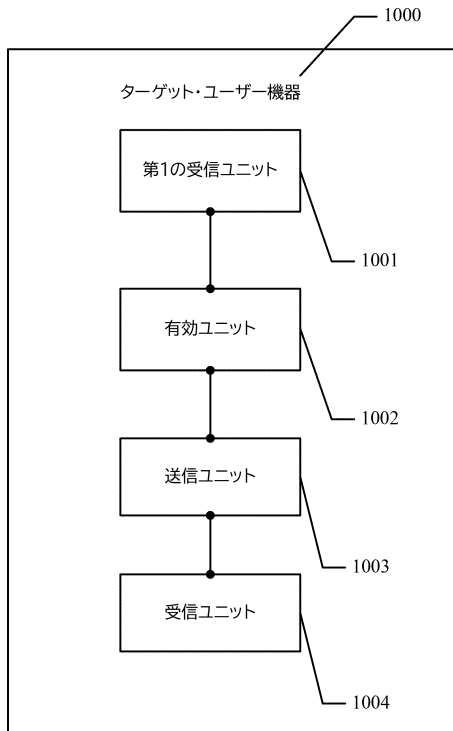 1000
ターゲット・ユーザー機器
第1の受信ユニット
1001
有効ユニット
1002
送信ユニット
1003
受信ユニット
1004